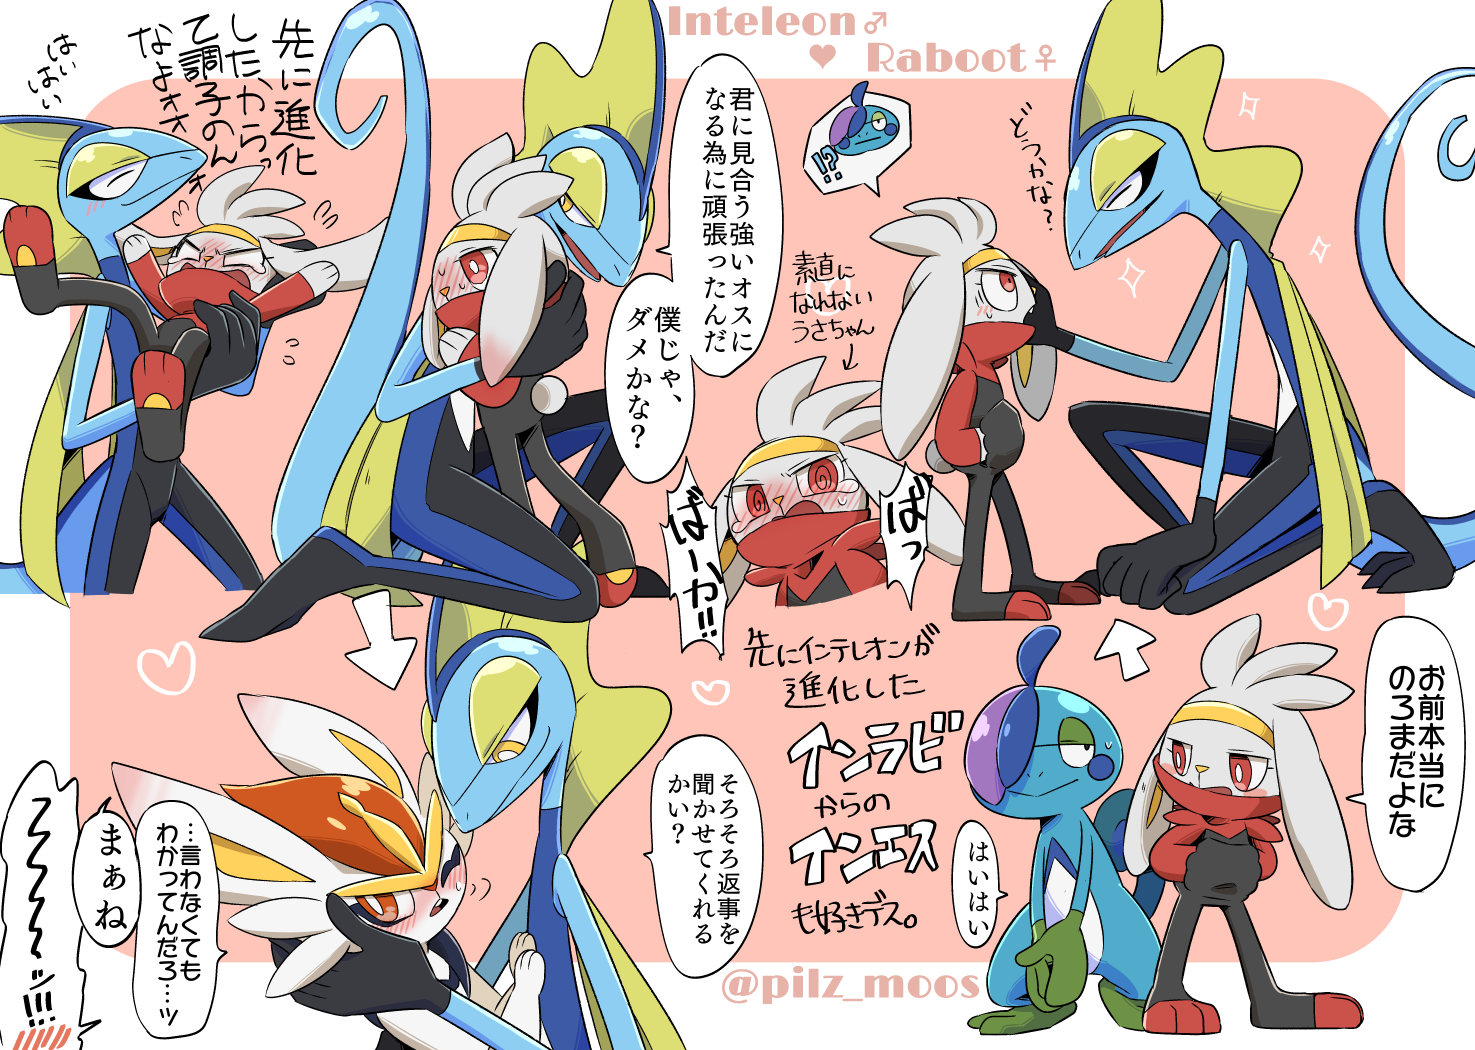 Inteleon♂
♥ Raboot♀
お前本当に
のろまだよな
はいはい
!?
どうかな?
君に見合う強いオスに
なる為に頑張ったんだ
僕じゃ、
ダメかな?
素直に
なれない
うさちゃん
ばっ
ばーか!!
先に進化
したからっ
て調子のん
なよォォォ
はいはい
先にインテレオンが
進化した
インラビ
からの
インエス
も好きデス。
そろそろ返事を
聞かせてくれる
かい?
…言わなくても
わかってんだろ…ッ
まぁね
@pilz_moos